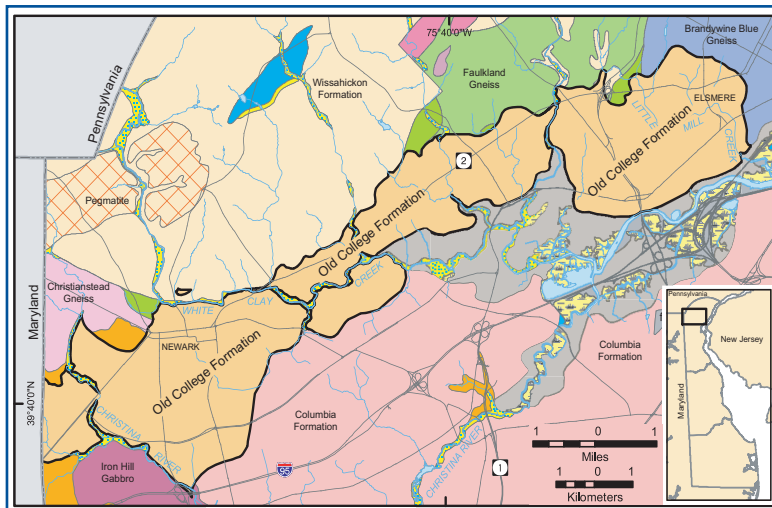 75°40'0"W
Brandywine Blue
Gneiss
Pennsylvania
Wissahickon
Formation
Faulkland
Gneiss
ELSMERE
LITTLE
MILL
CREEK
Old College Formation
2
Pegmatite
Old College Formation
Christianstead
Gneiss
WHITE
CLAY
CREEK
Maryland
NEWARK
Old College Formation
39°40'0"N
CHRISTINA
RIVER
Columbia
Formation
Columbia
Formation
CHRISTINA RIVER
Iron Hill
Gabbro
95
1
1 0 1
Miles
1 0 1
Kilometers
Pennsylvania
New Jersey
Maryland